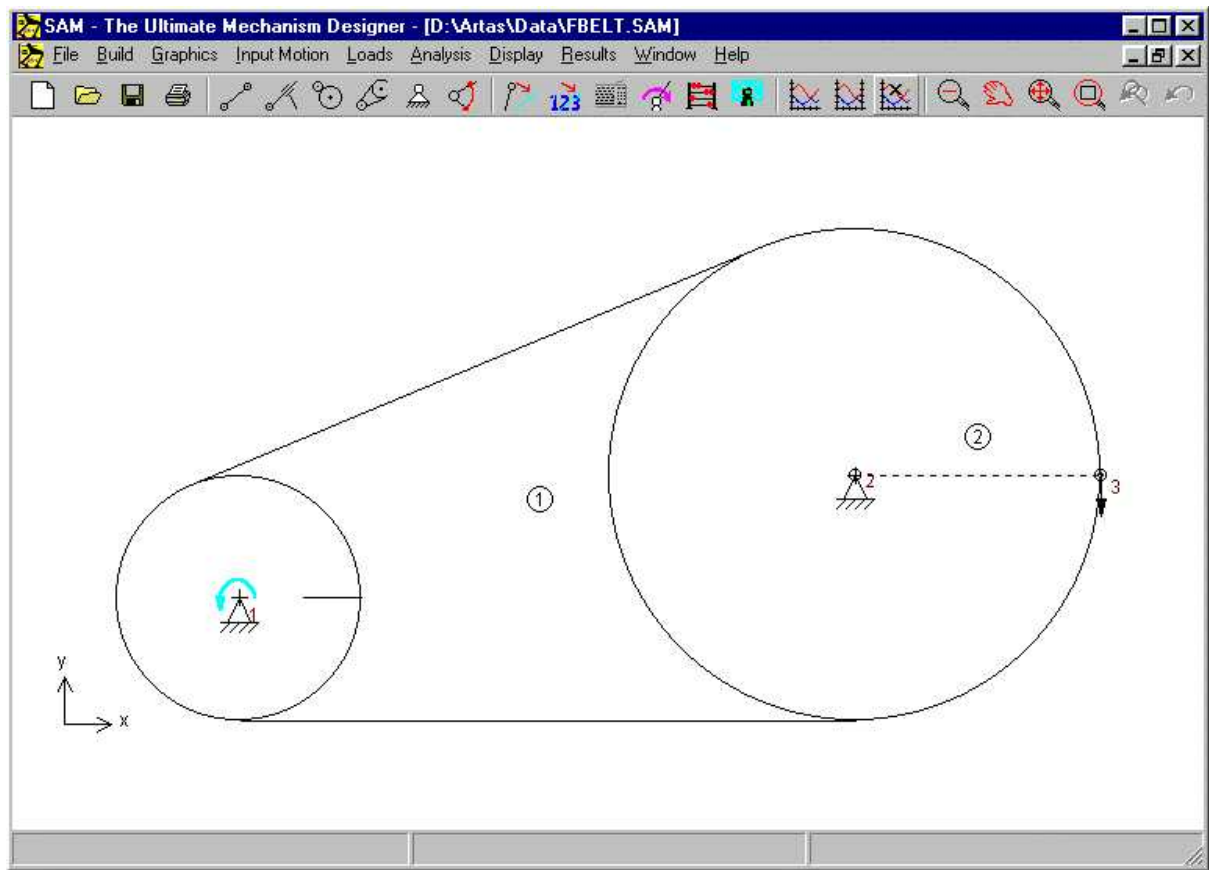 SAM - The Ultimate Mechanism Designer - [D:\Artas\Data\FBELT.SAM]
File Build Graphics Input Motion Loads Analysis Display Results Window Help
123
2
2
3
1
1
y
x